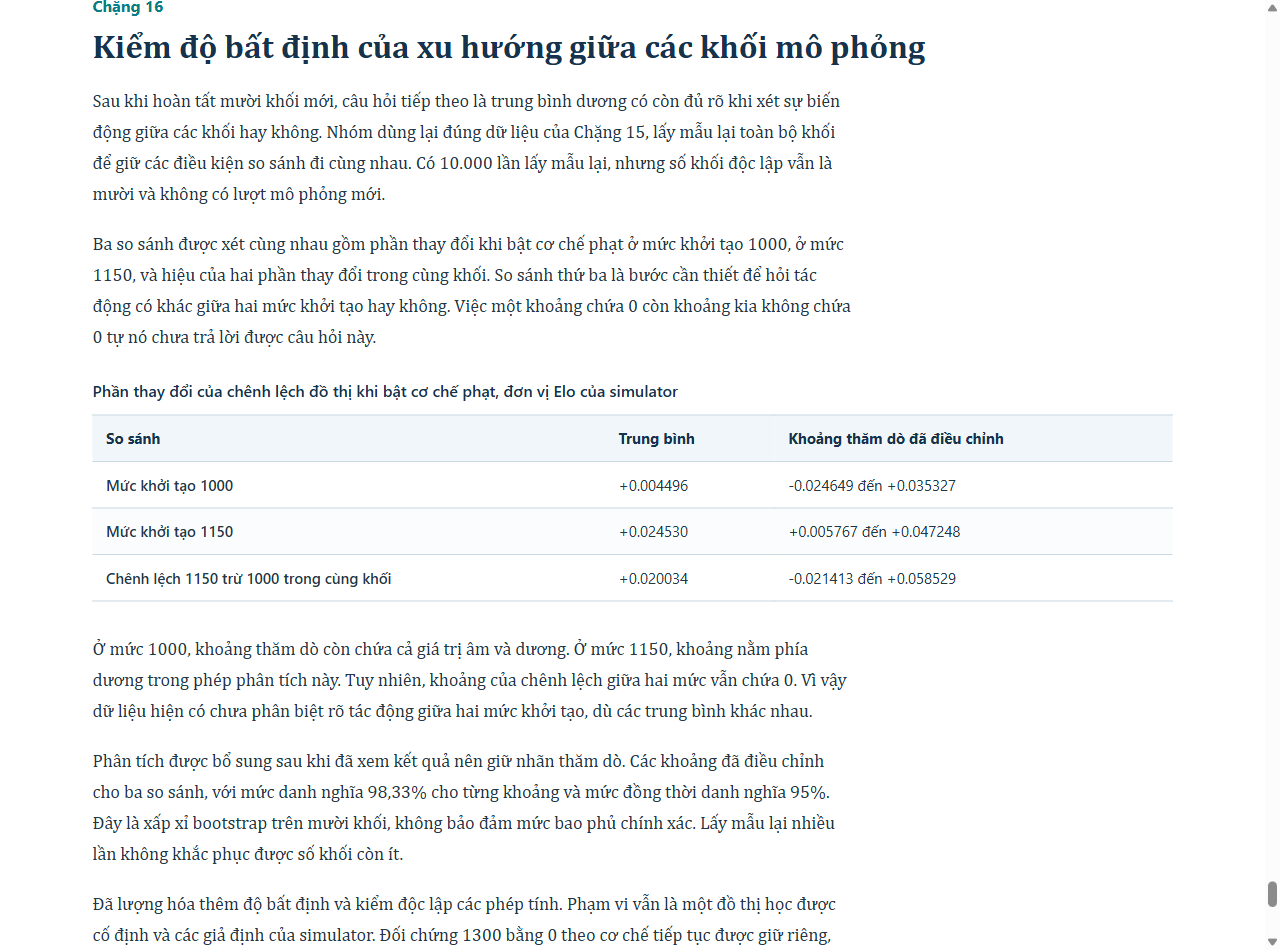 Chặng 16
Kiểm độ bất định của xu hướng giữa các khối mô phỏng
Sau khi hoàn tất mười khối mới, câu hỏi tiếp theo là trung bình dương có còn đủ rõ khi xét sự biến
động giữa các khối hay không. Nhóm dùng lại đúng dữ liệu của Chặng 15, lấy mẫu lại toàn bộ khối
để giữ các điều kiện so sánh đi cùng nhau. Có 10.000 lần lấy mẫu lại, nhưng số khối độc lập vẫn là
mười và không có lượt mô phỏng mới.
Ba so sánh được xét cùng nhau gồm phần thay đổi khi bật cơ chế phạt ở mức khởi tạo 1000, ở mức
1150, và hiệu của hai phần thay đổi trong cùng khối. So sánh thứ ba là bước cần thiết để hỏi tác
động có khác giữa hai mức khởi tạo hay không. Việc một khoảng chứa 0 còn khoảng kia không chứa
0 tự nó chưa trả lời được câu hỏi này.
Phần thay đổi của chênh lệch đồ thị khi bật cơ chế phạt, đơn vị Elo của simulator
So sánh Trung bình Khoảng thăm dò đã điều chỉnh
Mức khởi tạo 1000 +0.004496 -0.024649 đến +0.035327
Mức khởi tạo 1150 +0.024530 +0.005767 đến +0.047248
Chênh lệch 1150 trừ 1000 trong cùng khối +0.020034 -0.021413 đến +0.058529
Ở mức 1000, khoảng thăm dò còn chứa cả giá trị âm và dương. Ở mức 1150, khoảng nằm phía
dương trong phép phân tích này. Tuy nhiên, khoảng của chênh lệch giữa hai mức vẫn chứa 0. Vì vậy
dữ liệu hiện có chưa phân biệt rõ tác động giữa hai mức khởi tạo, dù các trung bình khác nhau.
Phân tích được bổ sung sau khi đã xem kết quả nên giữ nhãn thăm dò. Các khoảng đã điều chỉnh
cho ba so sánh, với mức danh nghĩa 98,33% cho từng khoảng và mức đồng thời danh nghĩa 95%.
Đây là xấp xỉ bootstrap trên mười khối, không bảo đảm mức bao phủ chính xác. Lấy mẫu lại nhiều
lần không khắc phục được số khối còn ít.
Đã lượng hóa thêm độ bất định và kiểm độc lập các phép tính. Phạm vi vẫn là một đồ thị học được
cố định và các giả định của simulator. Đối chứng 1300 bằng 0 theo cơ chế tiếp tục được giữ riêng,